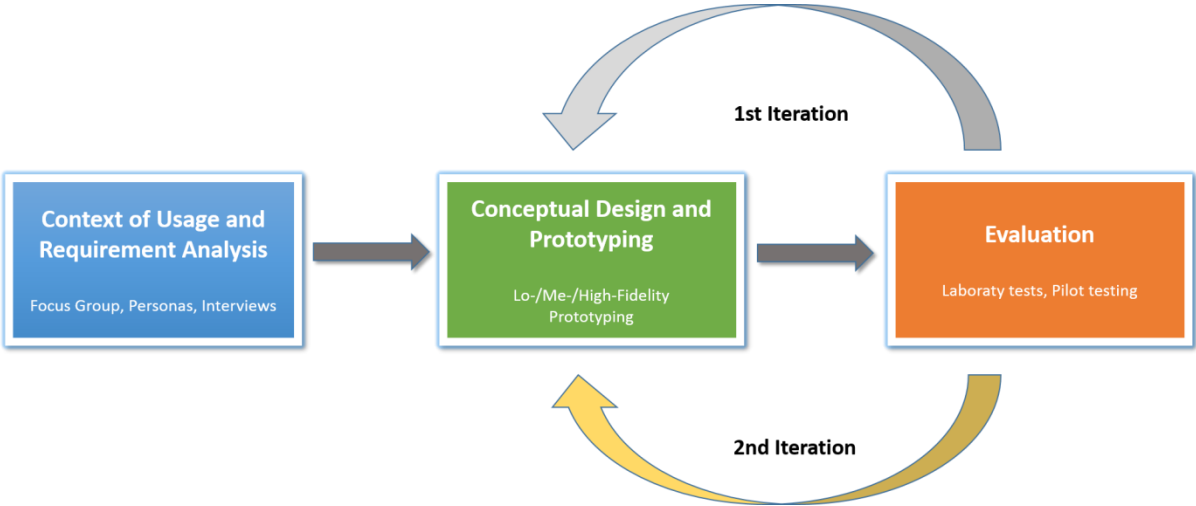 1st Iteration
Context of Usage and
Requirement Analysis
Focus Group, Personas, Interviews
Conceptual Design and
Prototyping
Lo-/Me-/High-Fidelity
Prototyping
Evaluation
Laboraty tests, Pilot testing
2nd Iteration